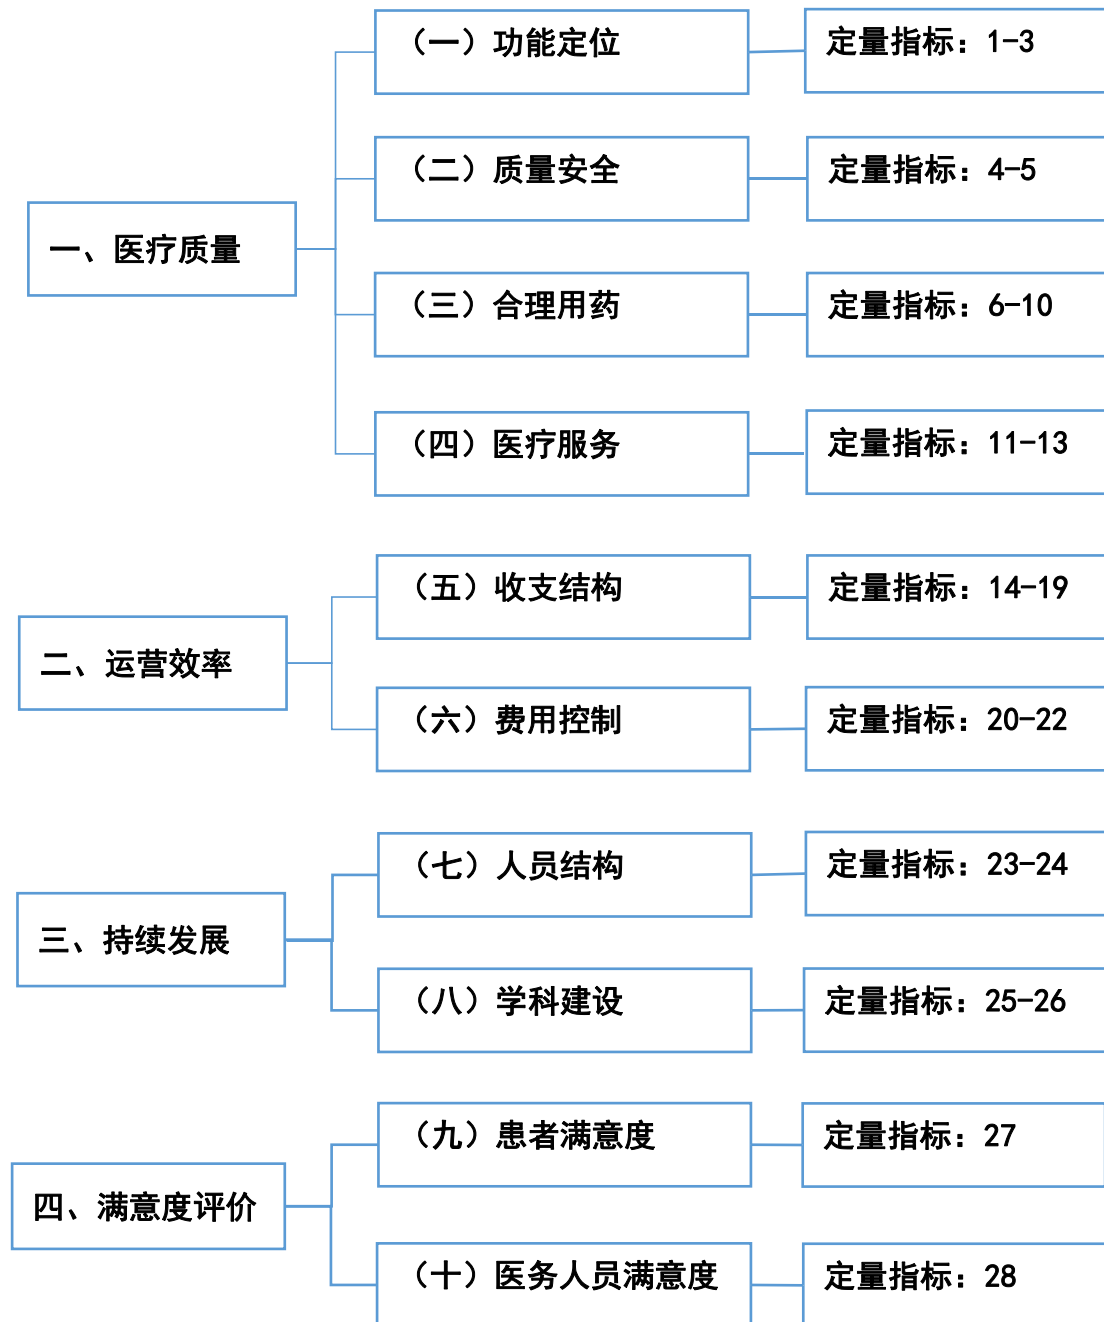 一、医疗质量
（一）功能定位
定量指标：1-3
（二）质量安全
定量指标：4-5
（三）合理用药
定量指标：6-10
（四）医疗服务
定量指标：11-13
二、运营效率
（五）收支结构
定量指标：14-19
（六）费用控制
定量指标：20-22
三、持续发展
（七）人员结构
定量指标：23-24
（八）学科建设
定量指标：25-26
四、满意度评价
（九）患者满意度
定量指标：27
（十）医务人员满意度
定量指标：28